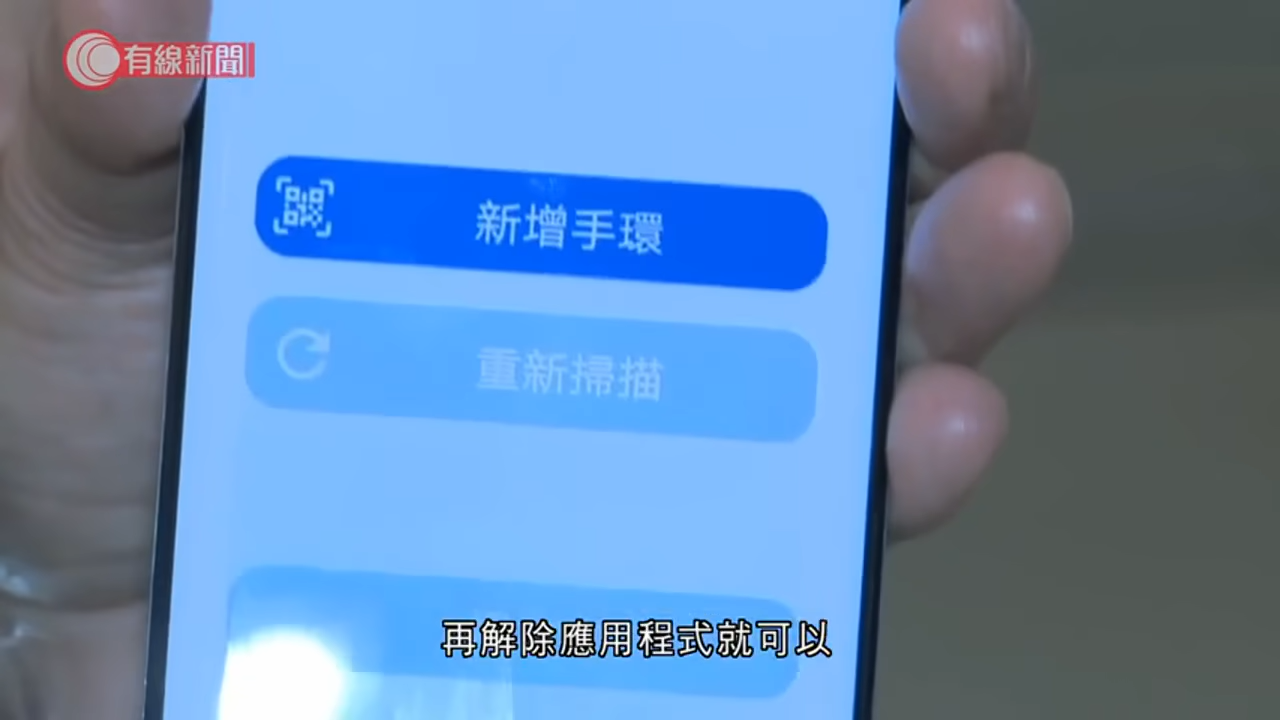 有線新聞
新增手環
重新掃描
再解除應用程式就可以